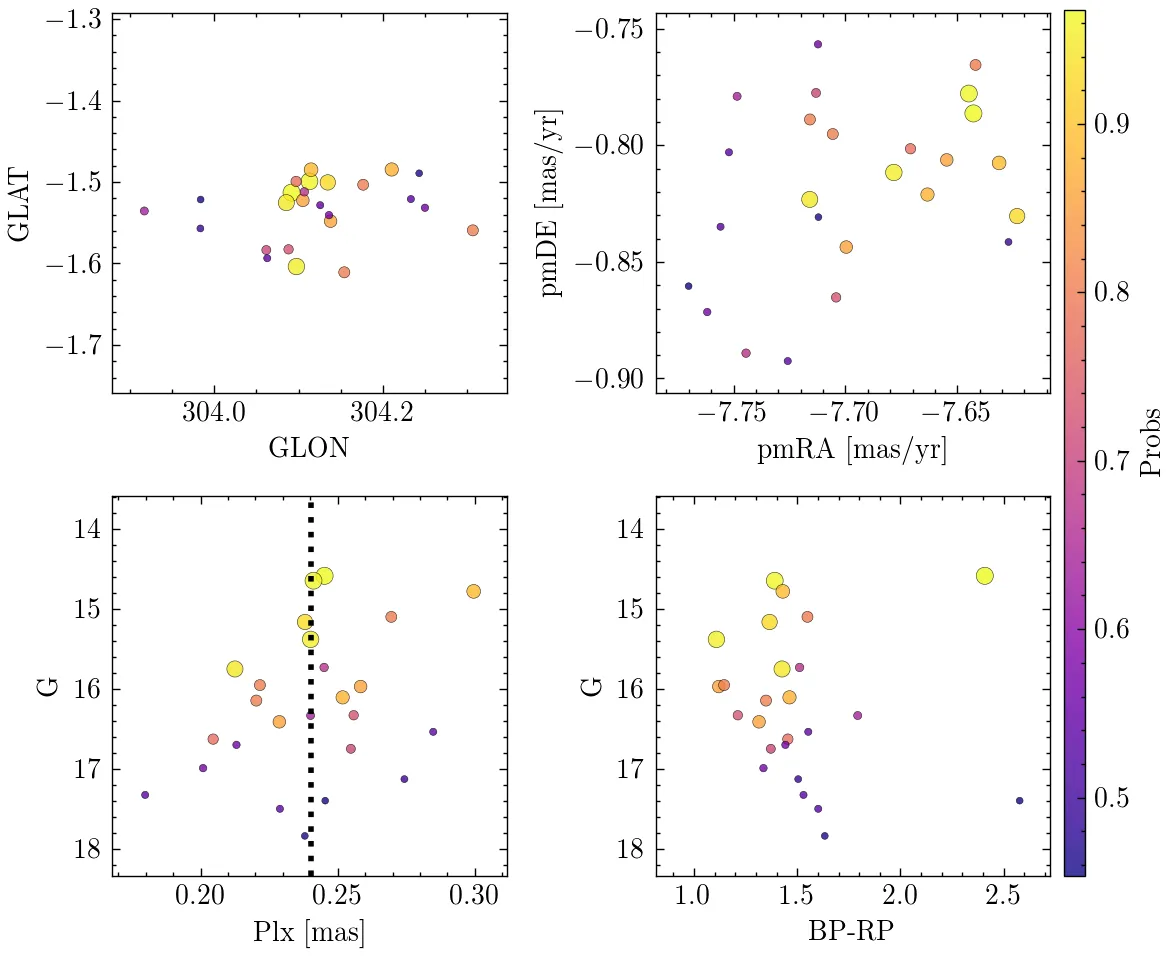 −1.3
−1.4
−1.5
−1.6
−1.7
GLAT
304.0 304.2
GLON
−0.75
−0.80
−0.85
−0.90
pmDE [mas/yr]
−7.75 −7.70 −7.65
pmRA [mas/yr]
0.9
0.8
0.7
0.6
0.5
Probs
14
15
16
17
18
G
0.20 0.25 0.30
Plx [mas]
14
15
16
17
18
G
1.0 1.5 2.0 2.5
BP-RP